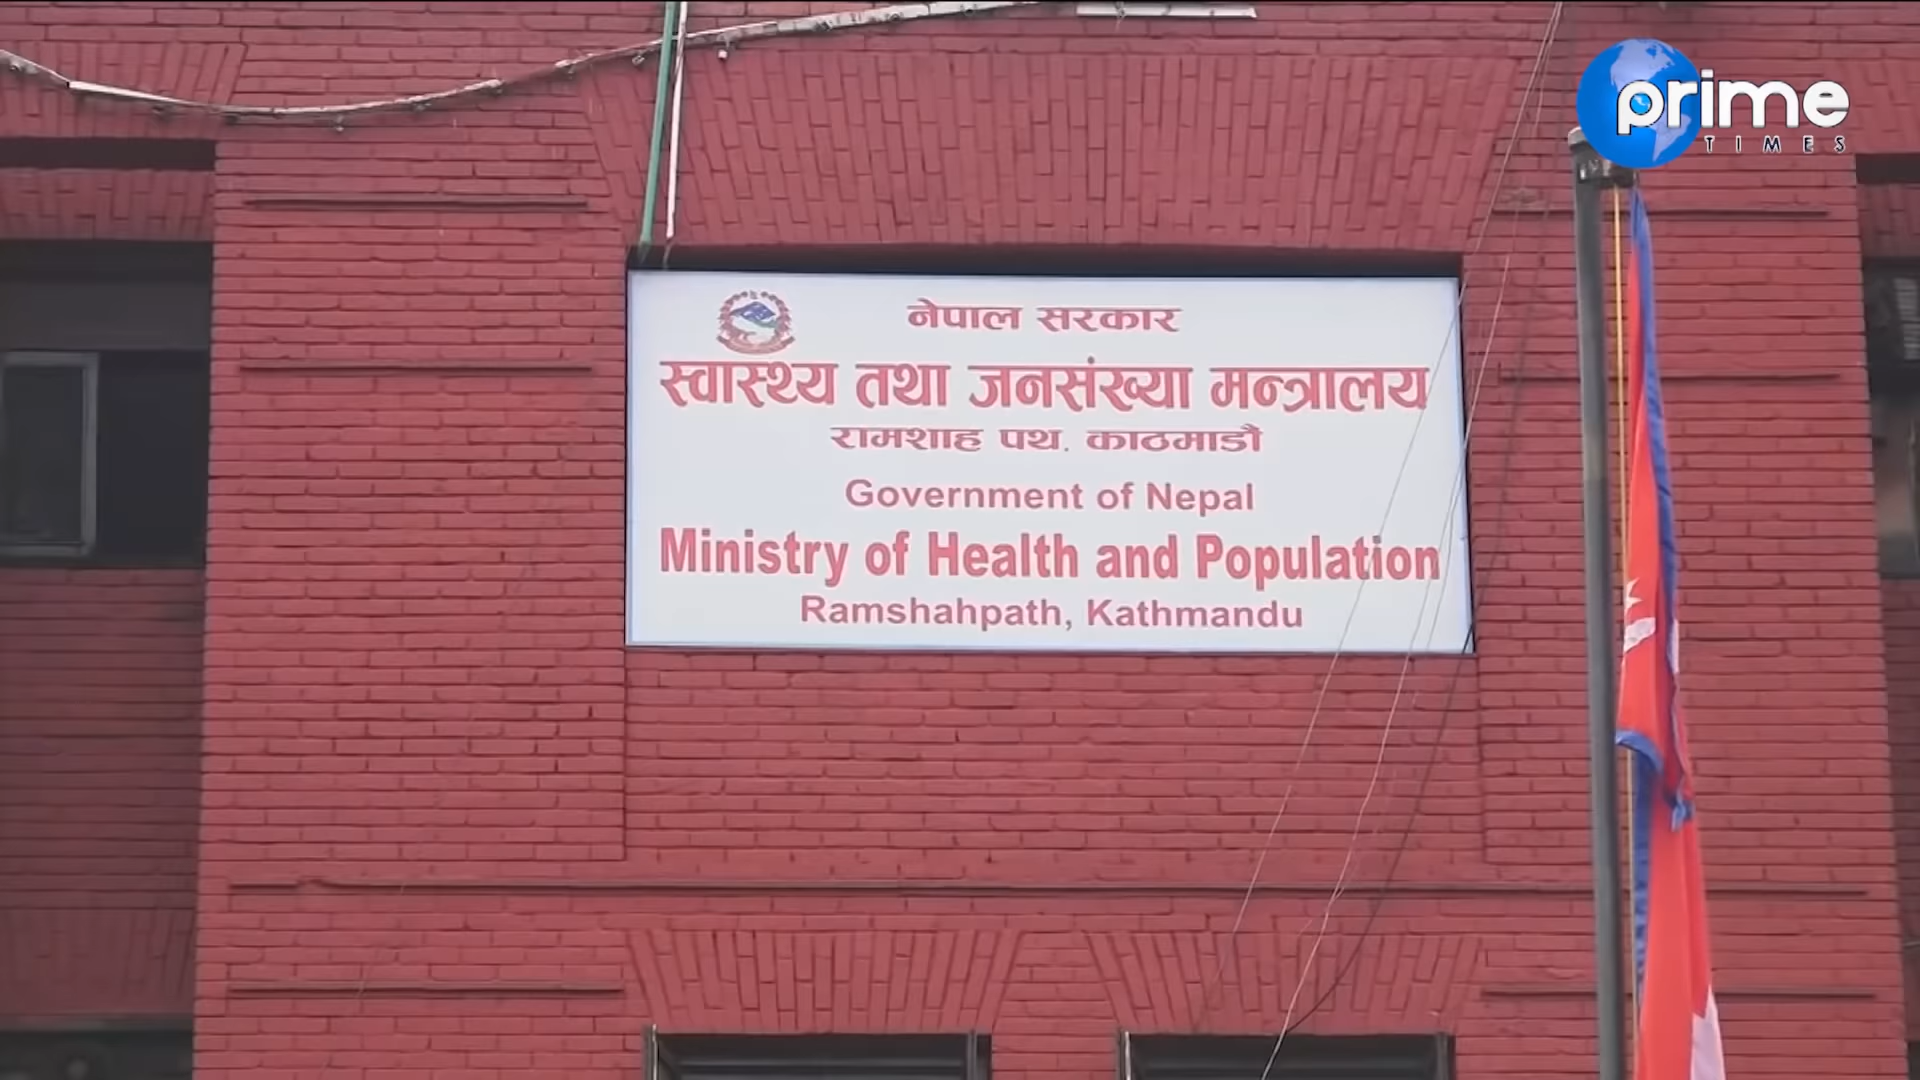 prime
TIMES
नेपाल सरकार
स्वास्थ्य तथा जनसंख्या मन्त्रालय
रामशाह पथ, काठमाडौं
Government of Nepal
Ministry of Health and Population
Ramshahpath, Kathmandu